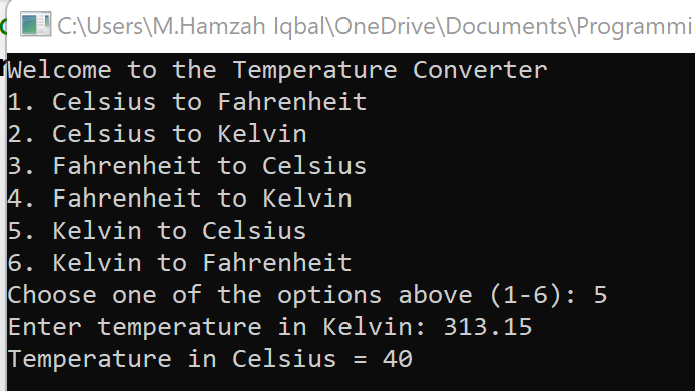 C:\Users\M.Hamzah Iqbal\OneDrive\Documents\Programmi
Welcome to the Temperature Converter
1. Celsius to Fahrenheit
2. Celsius to Kelvin
3. Fahrenheit to Celsius
4. Fahrenheit to Kelvin
5. Kelvin to Celsius
6. Kelvin to Fahrenheit
Choose one of the options above (1-6): 5
Enter temperature in Kelvin: 313.15
Temperature in Celsius = 40